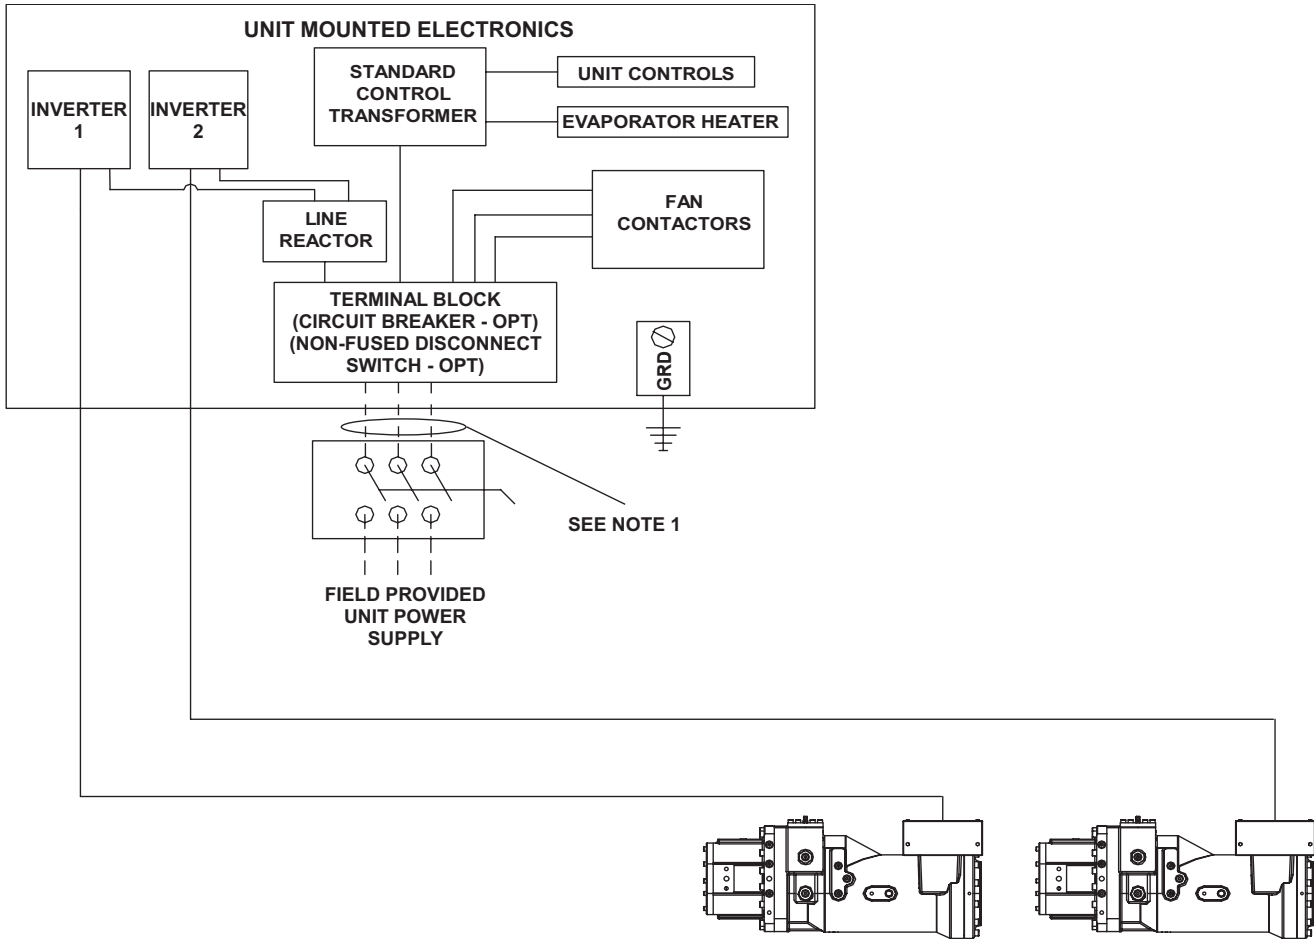 UNIT MOUNTED ELECTRONICS
INVERTER
1
INVERTER
2
STANDARD
CONTROL
TRANSFORMER
UNIT CONTROLS
EVAPORATOR HEATER
LINE
REACTOR
FAN
CONTACTORS
TERMINAL BLOCK
(CIRCUIT BREAKER - OPT)
(NON-FUSED DISCONNECT
SWITCH - OPT)
GRD
SEE NOTE 1
FIELD PROVIDED
UNIT POWER
SUPPLY